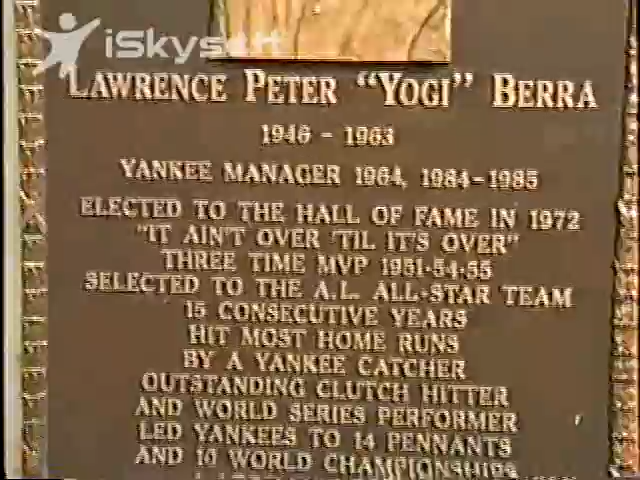 iSkysoft
LAWRENCE PETER “YOGI” BERRA
1946 - 1963
YANKEE MANAGER 1964, 1984-1985
ELECTED TO THE HALL OF FAME IN 1972
"IT AIN'T OVER 'TIL IT'S OVER"
THREE TIME MVP 1951-54-55
SELECTED TO THE A.L. ALL-STAR TEAM
15 CONSECUTIVE YEARS
HIT MOST HOME RUNS
BY A YANKEE CATCHER
OUTSTANDING CLUTCH HITTER
AND WORLD SERIES PERFORMER
LED YANKEES TO 14 PENNANTS
AND 10 WORLD CHAMPIONSHIPS